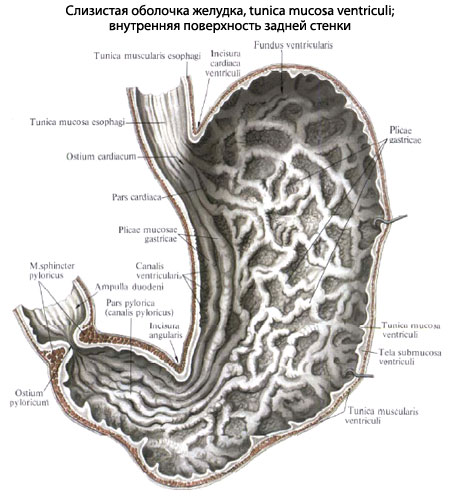 Слизистая оболочка желудка, tunica mucosa ventriculi;
внутренняя поверхность задней стенки
Fundus ventricularis
Tunica muscularis esophagi
Incisura
cardiaca
ventriculi
Tunica mucosa esophagi
Plicae
gastricae
Ostium cardiacum
Pars cardiaca
Plicae mucosae
gastricae
M.sphincter
pyloricus
Canalis
ventricularis
Ampulla duodeni
Pars pylorica
(canalis pyloricus)
Incisura
angularis
Tunica mucosa
ventriculi
Tela submucosa
ventriculi
Ostium
pyloricum
Tunica muscularis
ventriculi